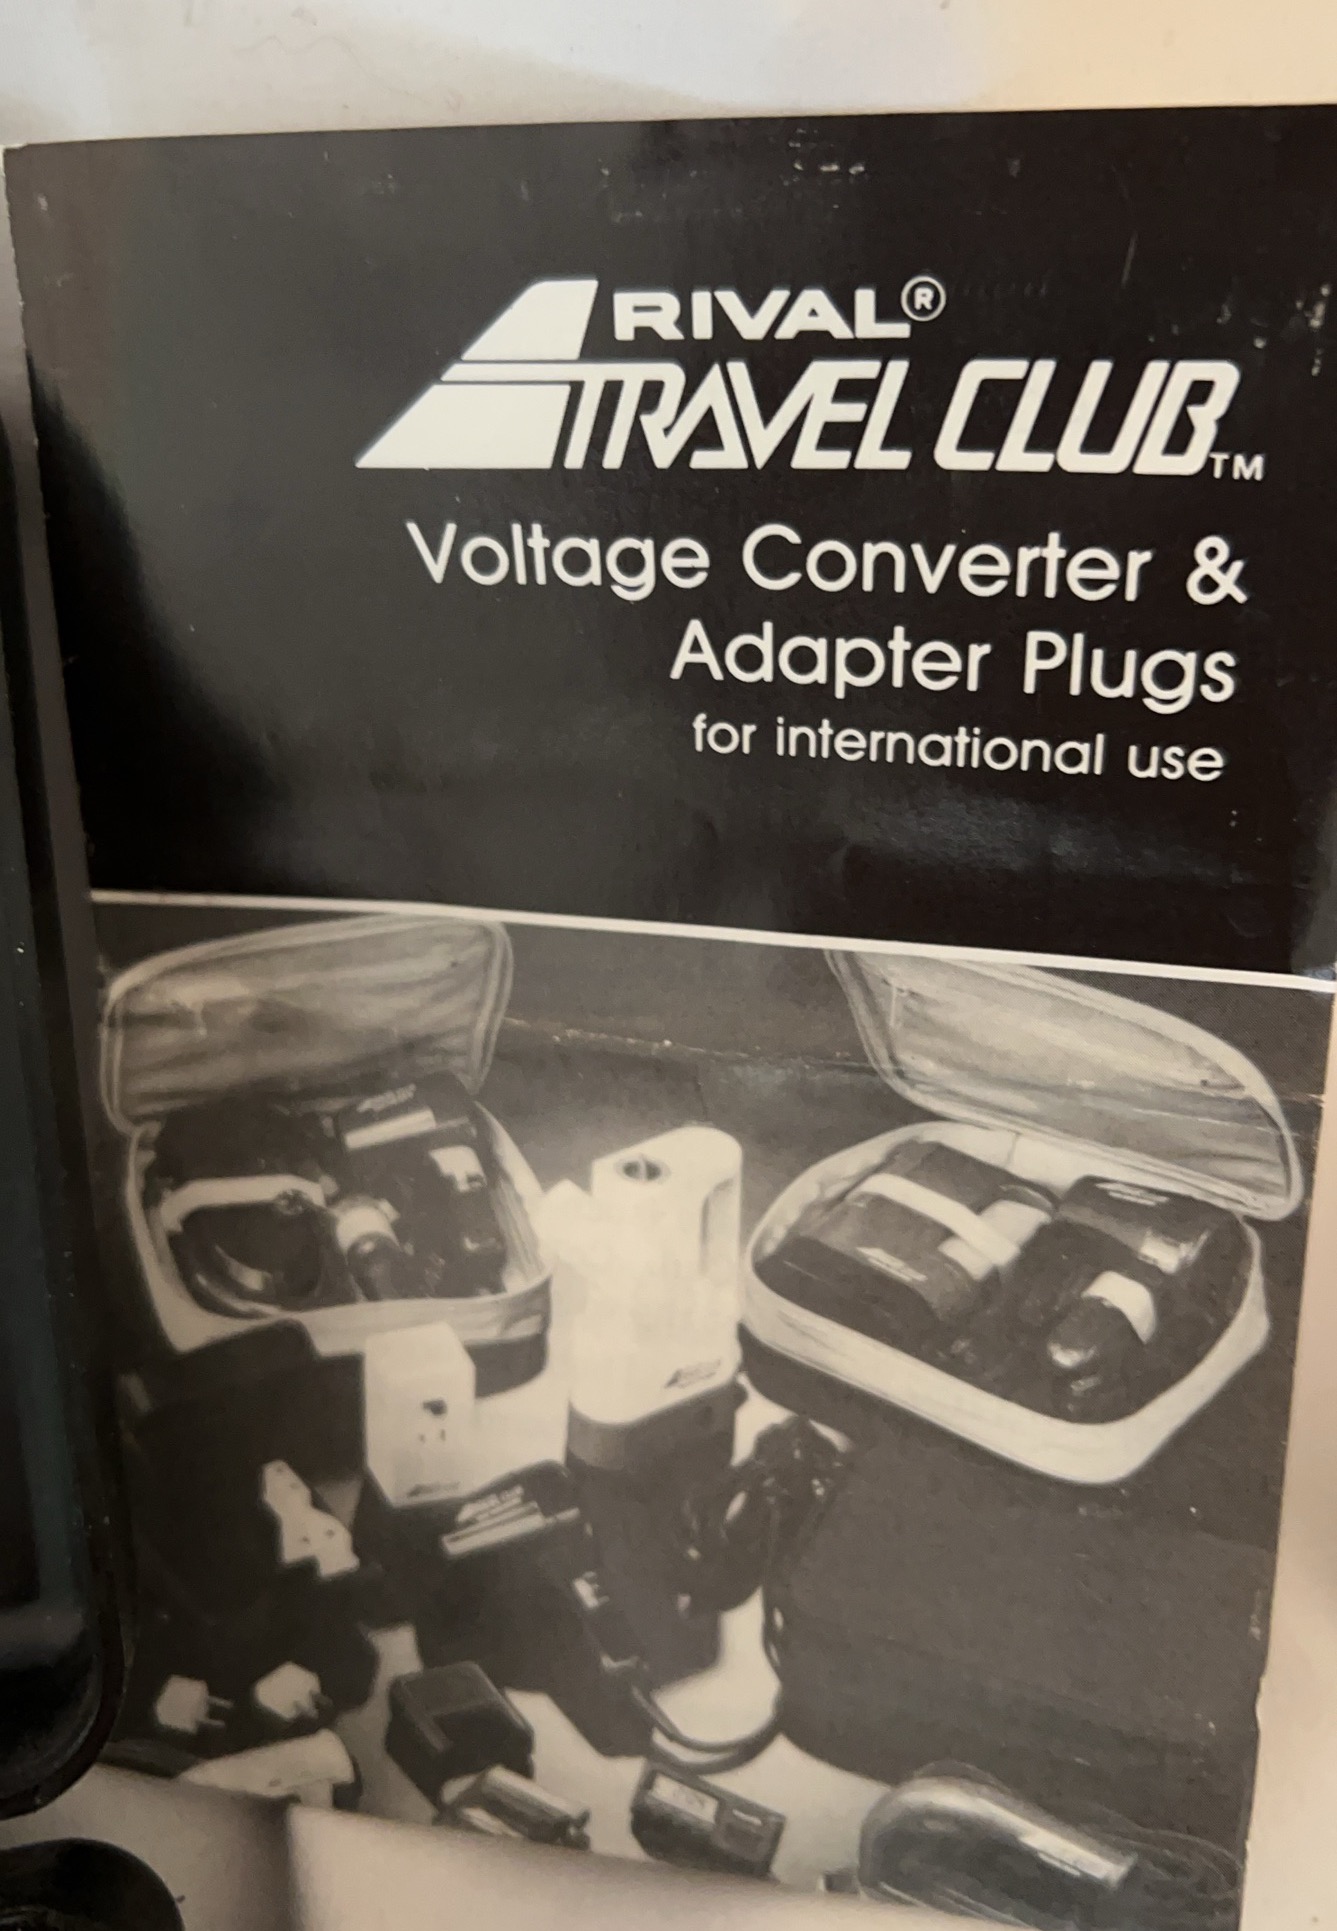 RIVAL®
TRAVEL CLUB™
Voltage Converter &
Adapter Plugs
for international use